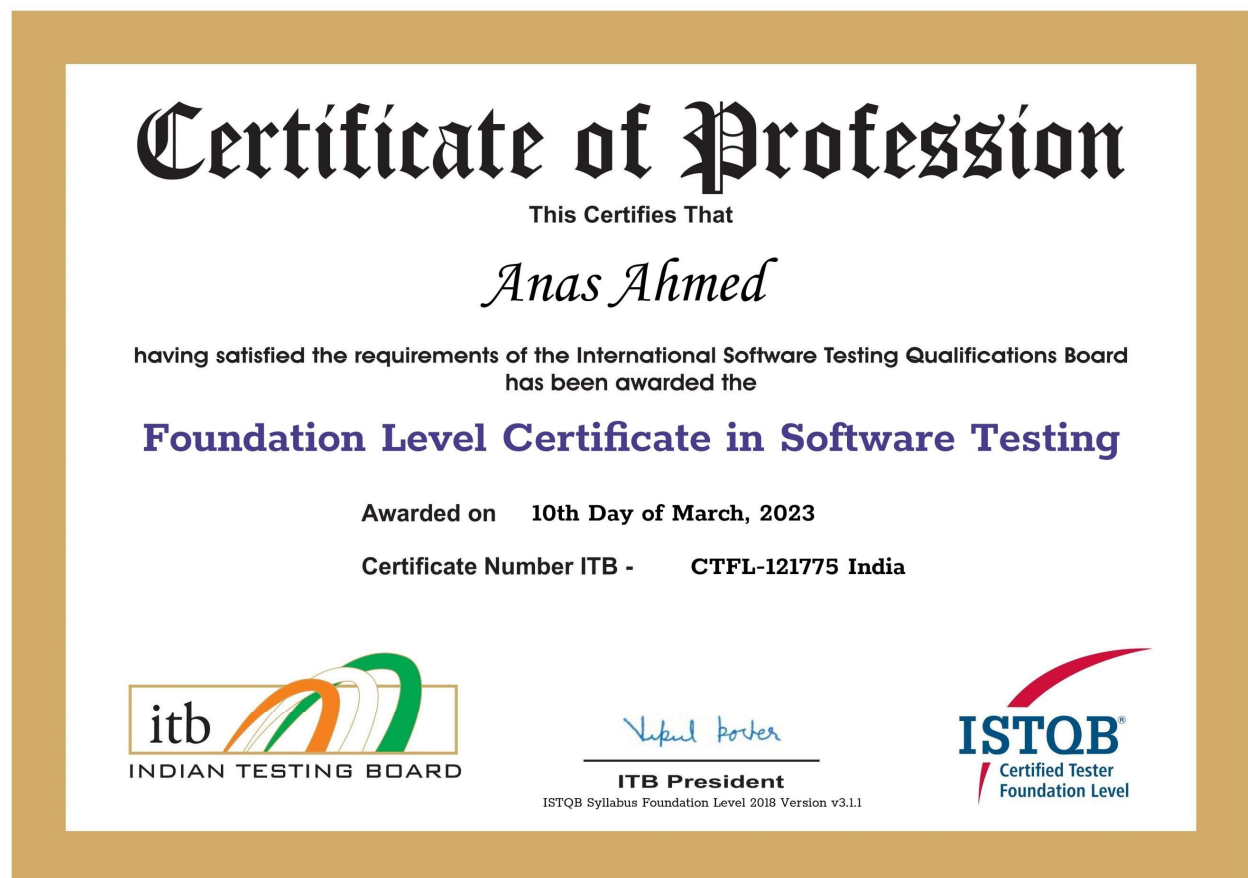 Certificate of Profession
This Certifies That
Anas Ahmed
having satisfied the requirements of the International Software Testing Qualifications Board
has been awarded the
Foundation Level Certificate in Software Testing
Awarded on 10th Day of March, 2023
Certificate Number ITB - CTFL-121775 India
itb
INDIAN TESTING BOARD
ITB President
ISTQB Syllabus Foundation Level 2018 Version v3.1.1
ISTQB®
Certified Tester
Foundation Level